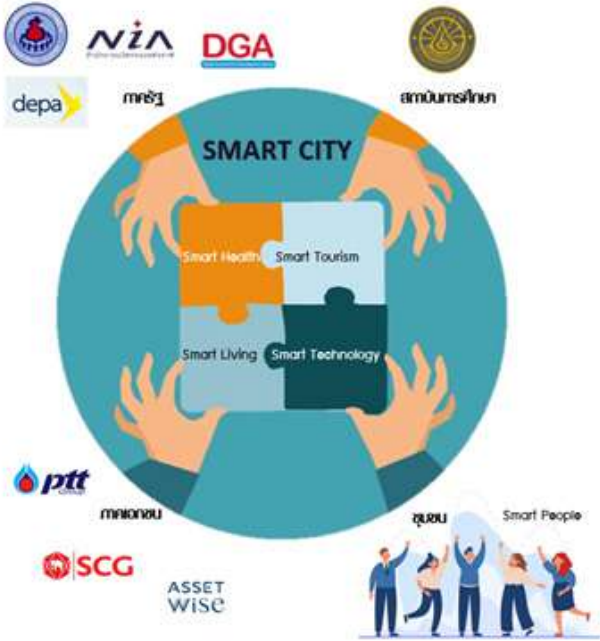 NiA
DGA
depa
ภาครัฐ
สถาบันการศึกษา
SMART CITY
Smart Health
Smart Tourism
Smart Living
Smart Technology
ptt
Group
ภาคเอกชน
ชุมชน
Smart People
SCG
ASSET
WISE